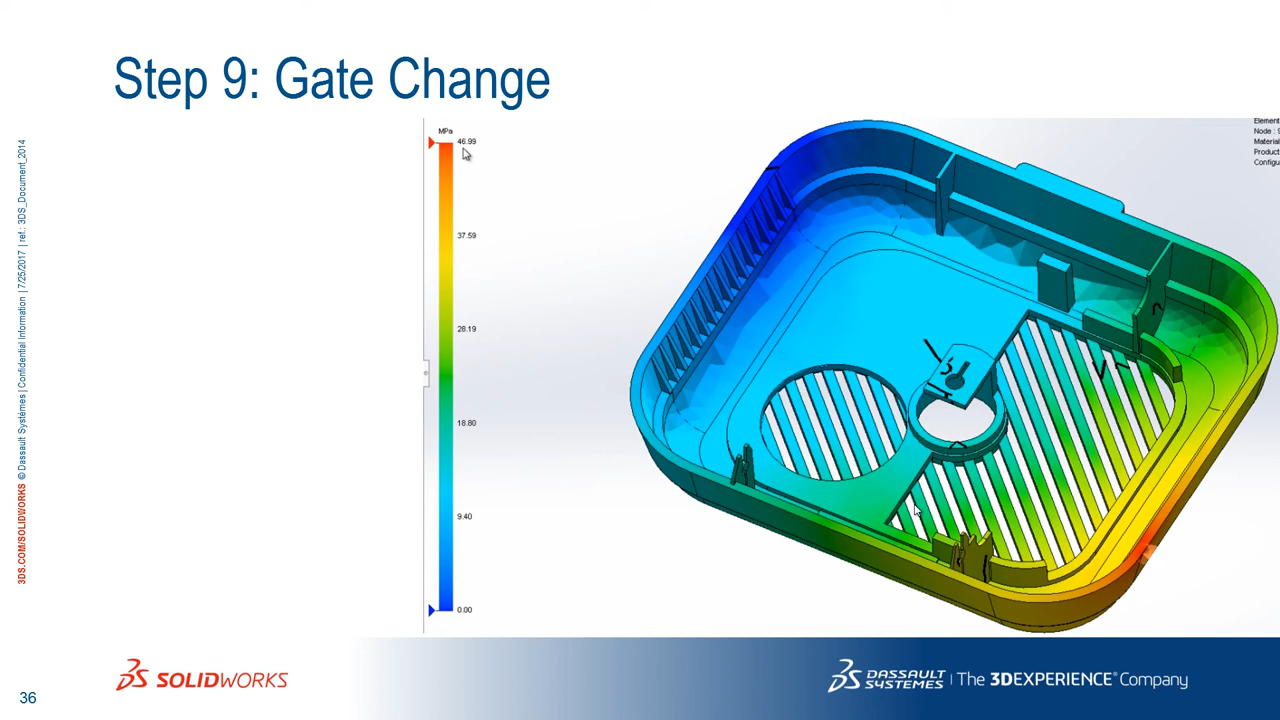 Step 9: Gate Change
3DS.COM/SOLIDWORKS © Dassault Systèmes | Confidential Information | 7/25/2017 | ref.: 3DS_Document_2014
MPa
46.99
37.59
28.19
18.80
9.40
0.00
Element
Node : 9
Material
Product
Configu
36
SOLIDWORKS
DASSAULT SYSTEMES | The 3DEXPERIENCE® Company